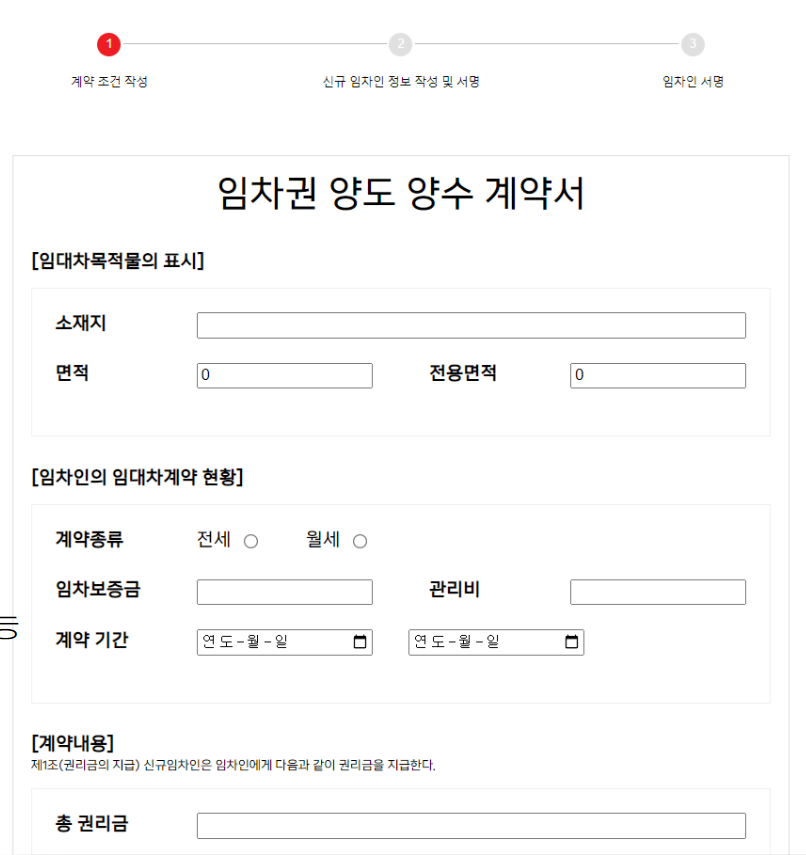 1 2 3
계약 조건 작성 신규 임차인 정보 작성 및 서명 임차인 서명
임차권 양도 양수 계약서
[임대차목적물의 표시]
소재지
면적 0 전용면적 0
[임차인의 임대차계약 현황]
계약종류 전세 월세
임차보증금 관리비
등
계약 기간 연도-월-일 연도-월-일
[계약내용]
제1조(권리금의 지급) 신규임차인은 임차인에게 다음과 같이 권리금을 지급한다.
총 권리금